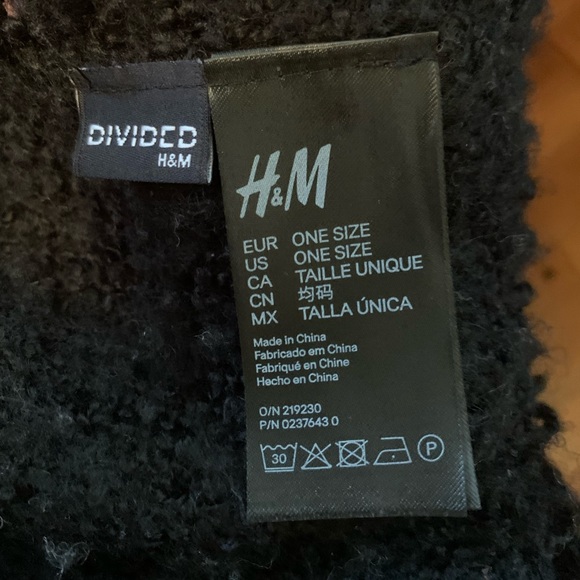 DIVIDED
H&M
H&M
EUR ONE SIZE
US ONE SIZE
CA TAILLE UNIQUE
CN 均码
MX TALLA ÚNICA
Made in China
Fabricado em China
Fabriqué en Chine
Hecho en China
O/N 219230
P/N 0237643 0
30 P